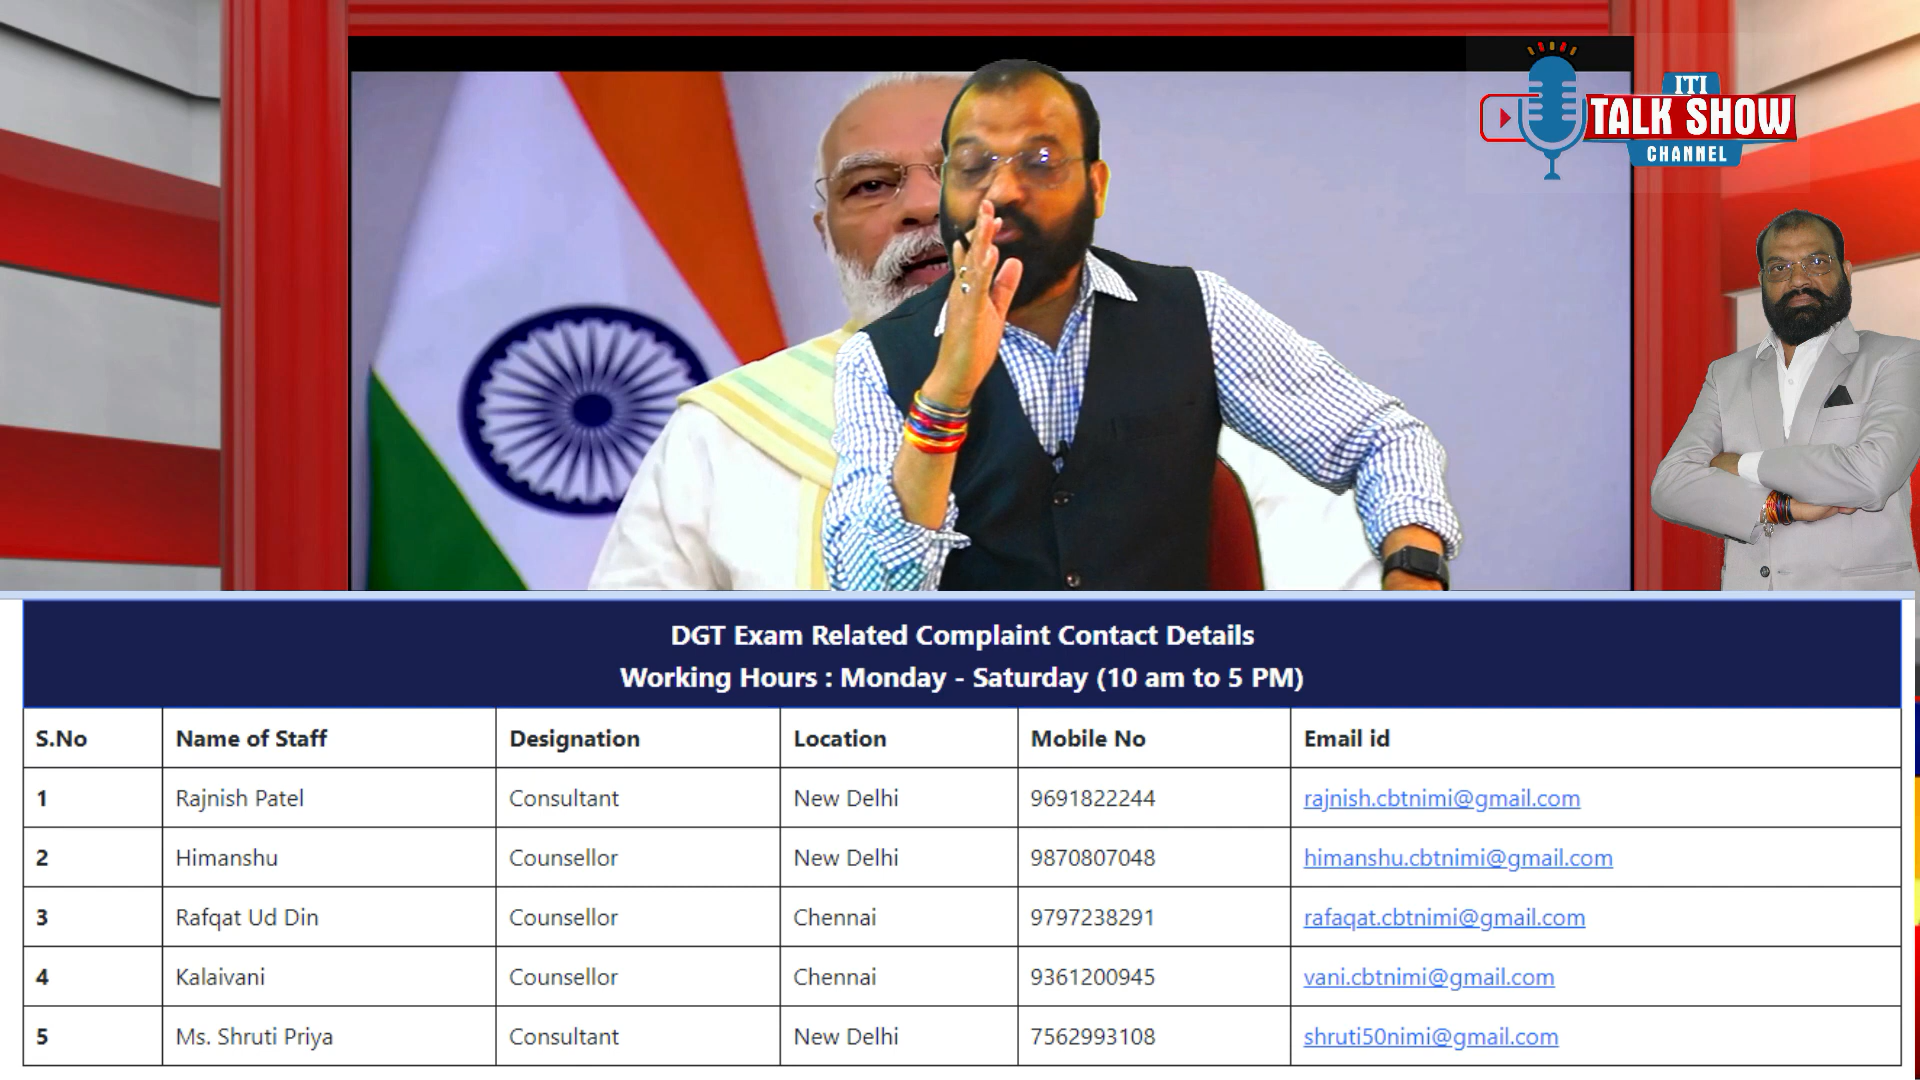 ITI
TALK SHOW
CHANNEL
DGT Exam Related Complaint Contact Details
Working Hours : Monday - Saturday (10 am to 5 PM)
S.No Name of Staff Designation Location Mobile No Email id
1 Rajnish Patel Consultant New Delhi 9691822244 rajnish.cbtnimi@gmail.com
2 Himanshu Counsellor New Delhi 9870807048 himanshu.cbtnimi@gmail.com
3 Rafqat Ud Din Counsellor Chennai 9797238291 rafaqat.cbtnimi@gmail.com
4 Kalaivani Counsellor Chennai 9361200945 vani.cbtnimi@gmail.com
5 Ms. Shruti Priya Consultant New Delhi 7562993108 shruti50nimi@gmail.com